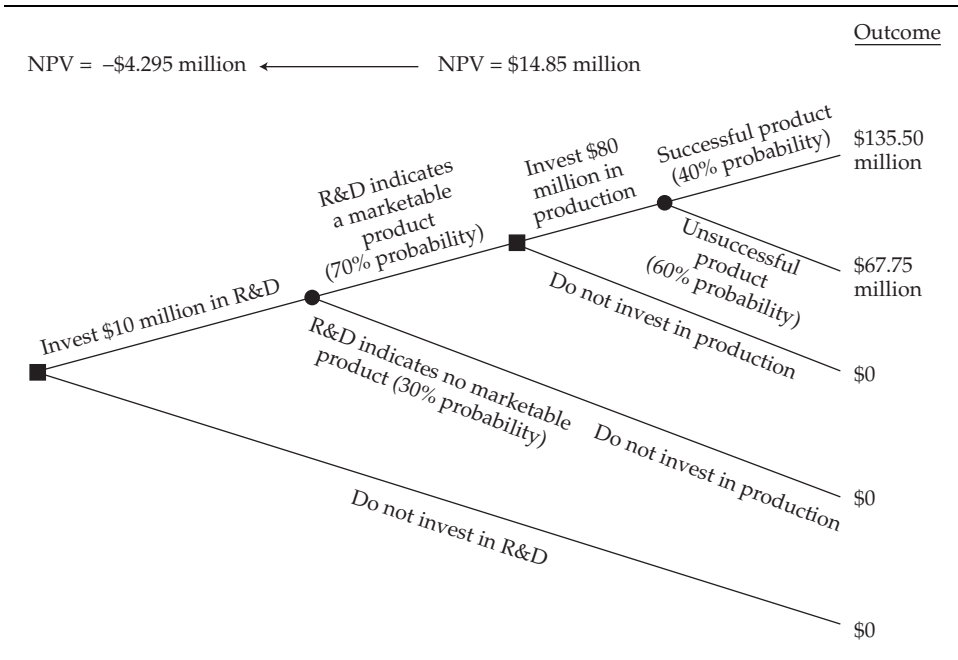 Outcome
NPV = –$4.295 million
NPV = $14.85 million
Successful product
(40% probability)
$135.50
million
Invest $80
million in
production
R&D indicates
a marketable
product
(70% probability)
Unsuccessful
product
(60% probability)
$67.75
million
Invest $10 million in R&D
Do not invest in production
$0
R&D indicates no marketable
product (30% probability)
Do not invest in production
$0
Do not invest in R&D
$0